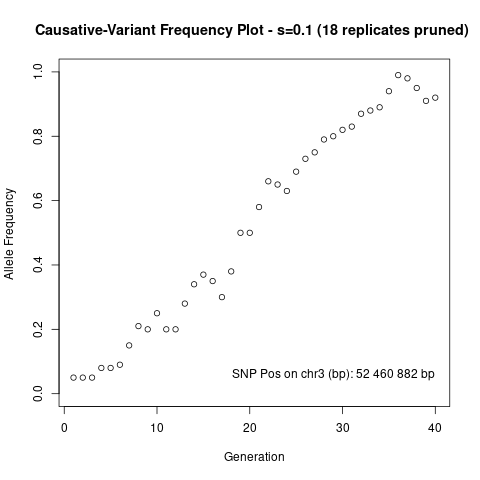 Causative-Variant Frequency Plot - s=0.1 (18 replicates pruned)
1.0
0.8
0.6
0.4
0.2
0.0
Allele Frequency
SNP Pos on chr3 (bp): 52 460 882 bp
0 10 20 30 40
Generation